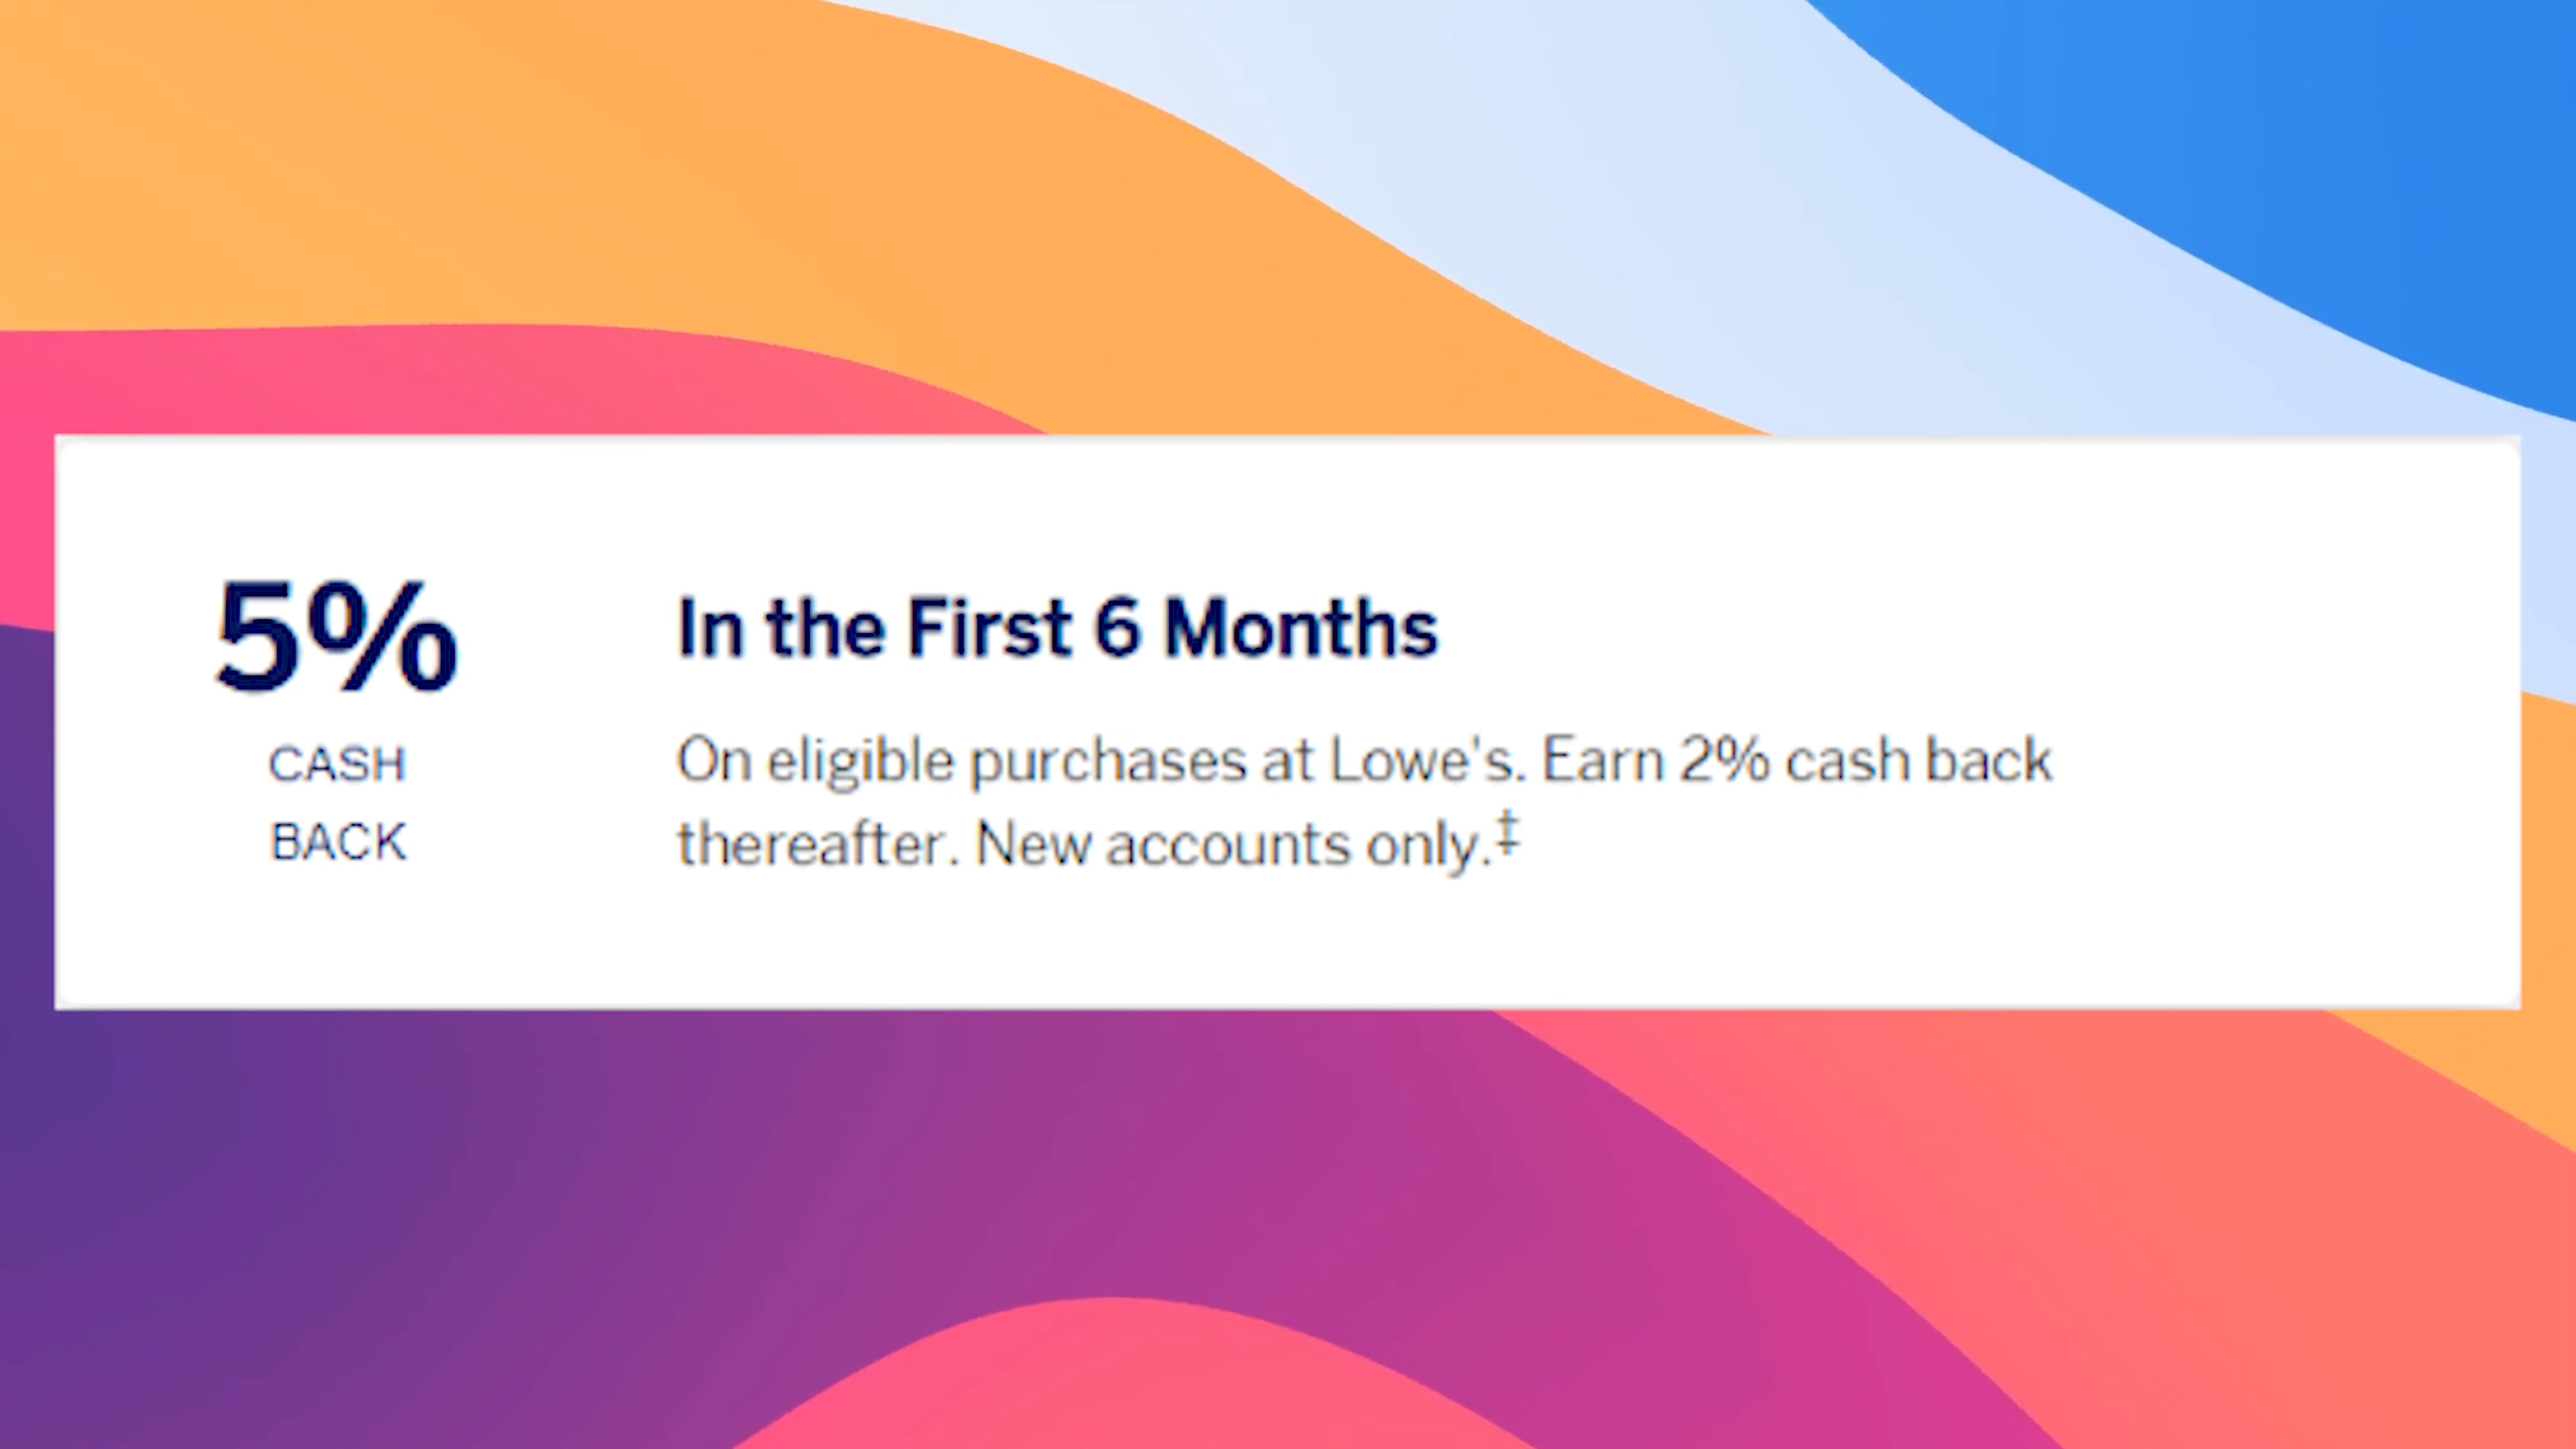 5%
CASH
BACK
In the First 6 Months
On eligible purchases at Lowe's. Earn 2% cash back
thereafter. New accounts only.‡